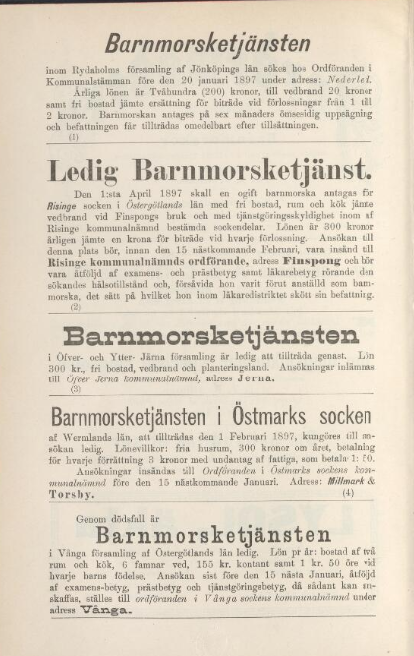 Barnmorsketjänsten
inom Rydaholms församling af Jönköpings län sökes hos Ordföranden i
Kommunalstämman före den 20 januari 1897 under adress: Nederled.
Årliga lönen är Tvåhundra (200) kronor, till vedbrand 20 kronor
samt fri bostad jämte ersättning för biträde vid förlossningar från 1 till
2 kronor. Barnmorskan antages på sex månaders ömsesidig uppsägning
och befattningen får tillträdas omedelbart efter tillsättningen.
(1)
Ledig Barnmorsketjänst.
Den 1:sta April 1897 skall en ogift barnmorska antagas för
Risinge socken i Östergötlands län med fri bostad, rum och kök jämte
vedbrand vid Finspongs bruk och med tjänstgöringsskyldighet inom af
Risinge kommunalnämnd bestämda sockendelar. Lönen är 300 kronor
årligen jämte en krona för biträde vid hvarje förlossning. Ansökan till
denna plats bör, innan den 15 nästkommande Februari, vara insänd till
Risinge kommunalnämnds ordförande, adress Finspong och bör
vara åtföljd af examens- och prästbetyg samt läkarebetyg rörande den
sökandes hälsotillstånd och, försåvida hon varit förut anställd som barn-
morska, det sätt på hvilket hon inom läkaredistriktet skött sin befattning.
(2)
Barnmorsketjänsten
i Öfver- och Ytter- Järna församling är ledig att tillträda genast. Lön
300 kr., fri bostad, vedbrand och planteringsland. Ansökningar inlämnas
till Öfver Jerna kommunalnämnd, adress Jerna.
(3)
Barnmorsketjänsten i Östmarks socken
af Wermlands län, att tillträdas den 1 Februari 1897, kungöres till an-
sökan ledig. Lönevillkor: fria husrum, 300 kronor om året, betalning
för hvarje förrättning 3 kronor med undantag af fattiga, som betala 1: 50.
Ansökningar insändas till Ordföranden i Östmarks sockens kom-
munalnämnd före den 15 nästkommande Januari. Adress: Millmark &
Torsby. (4)
Genom dödsfall är
Barnmorsketjänsten
i Vånga församling af Östergötlands län ledig. Lön pr år: bostad af två
rum och kök, 6 famnar ved, 155 kr. kontant samt 1 kr. 50 öre vid
hvarje barns födelse. Ansökan sist före den 15 nästa Januari, åtföljd
af examens-betyg, prästbetyg och tjänstgöringsbetyg, då sådant kan an-
skaffas, ställes till ordföranden i Vånga sockens kommunalnämnd under
adress Vånga.